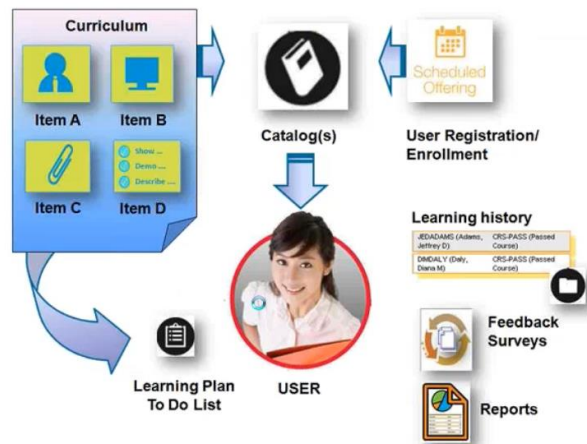 Curriculum
Item A
Item B
Item C
Show ...
Demo ...
Describe ....
Item D
Catalog(s)
Scheduled
Offering
User Registration/
Enrollment
Learning history
JEDADAMS (Adams, Jeffrey D)
CRS-PASS (Passed Course)
DIMDALY (Daly, Diana M)
CRS-PASS (Passed Course)
Feedback
Surveys
Reports
Learning Plan
To Do List
USER